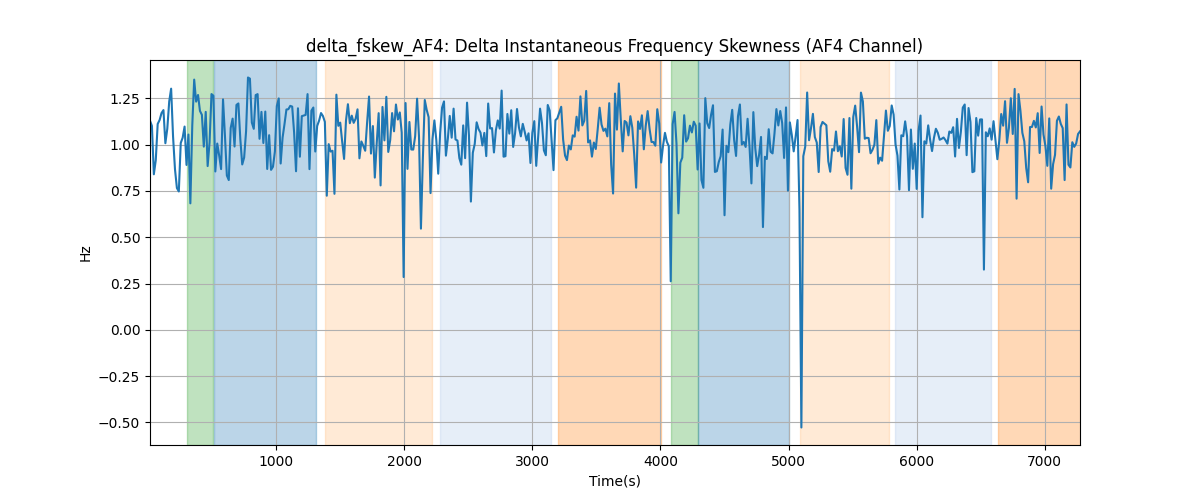 delta_fskew_AF4: Delta Instantaneous Frequency Skewness (AF4 Channel)
1.25
1.00
0.75
0.50
0.25
0.00
−0.25
−0.50
Hz
1000 2000 3000 4000 5000 6000 7000
Time(s)